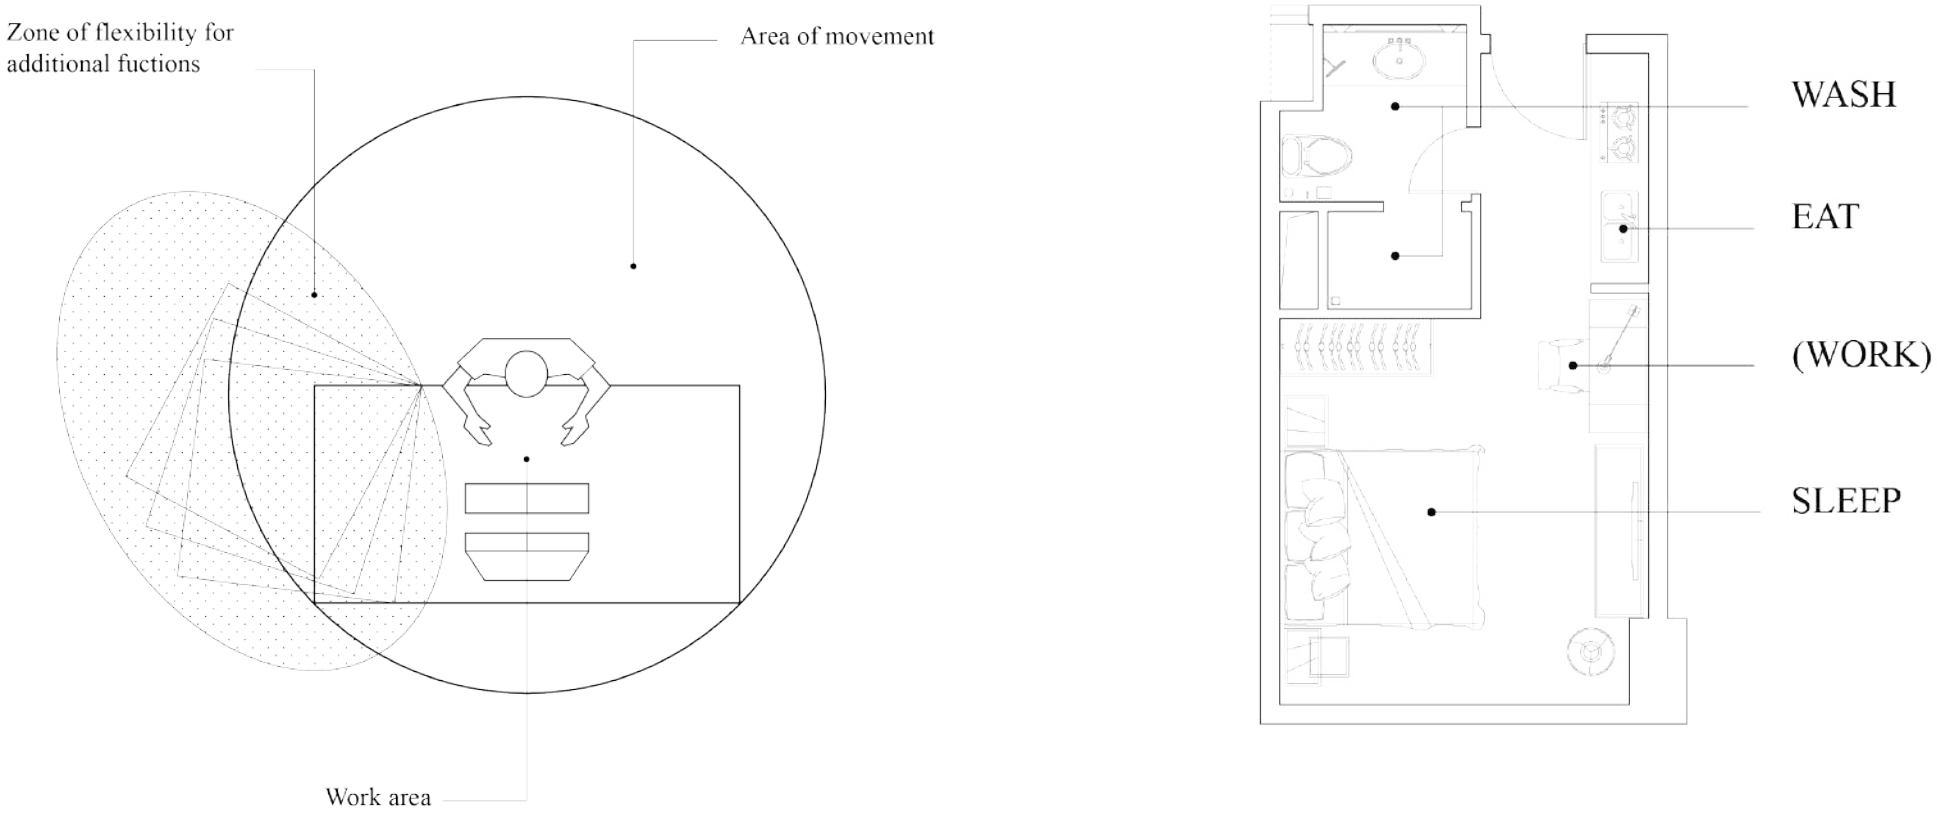 Zone of flexibility for
additional fuctions
Area of movement
Work area
WASH
EAT
(WORK)
SLEEP